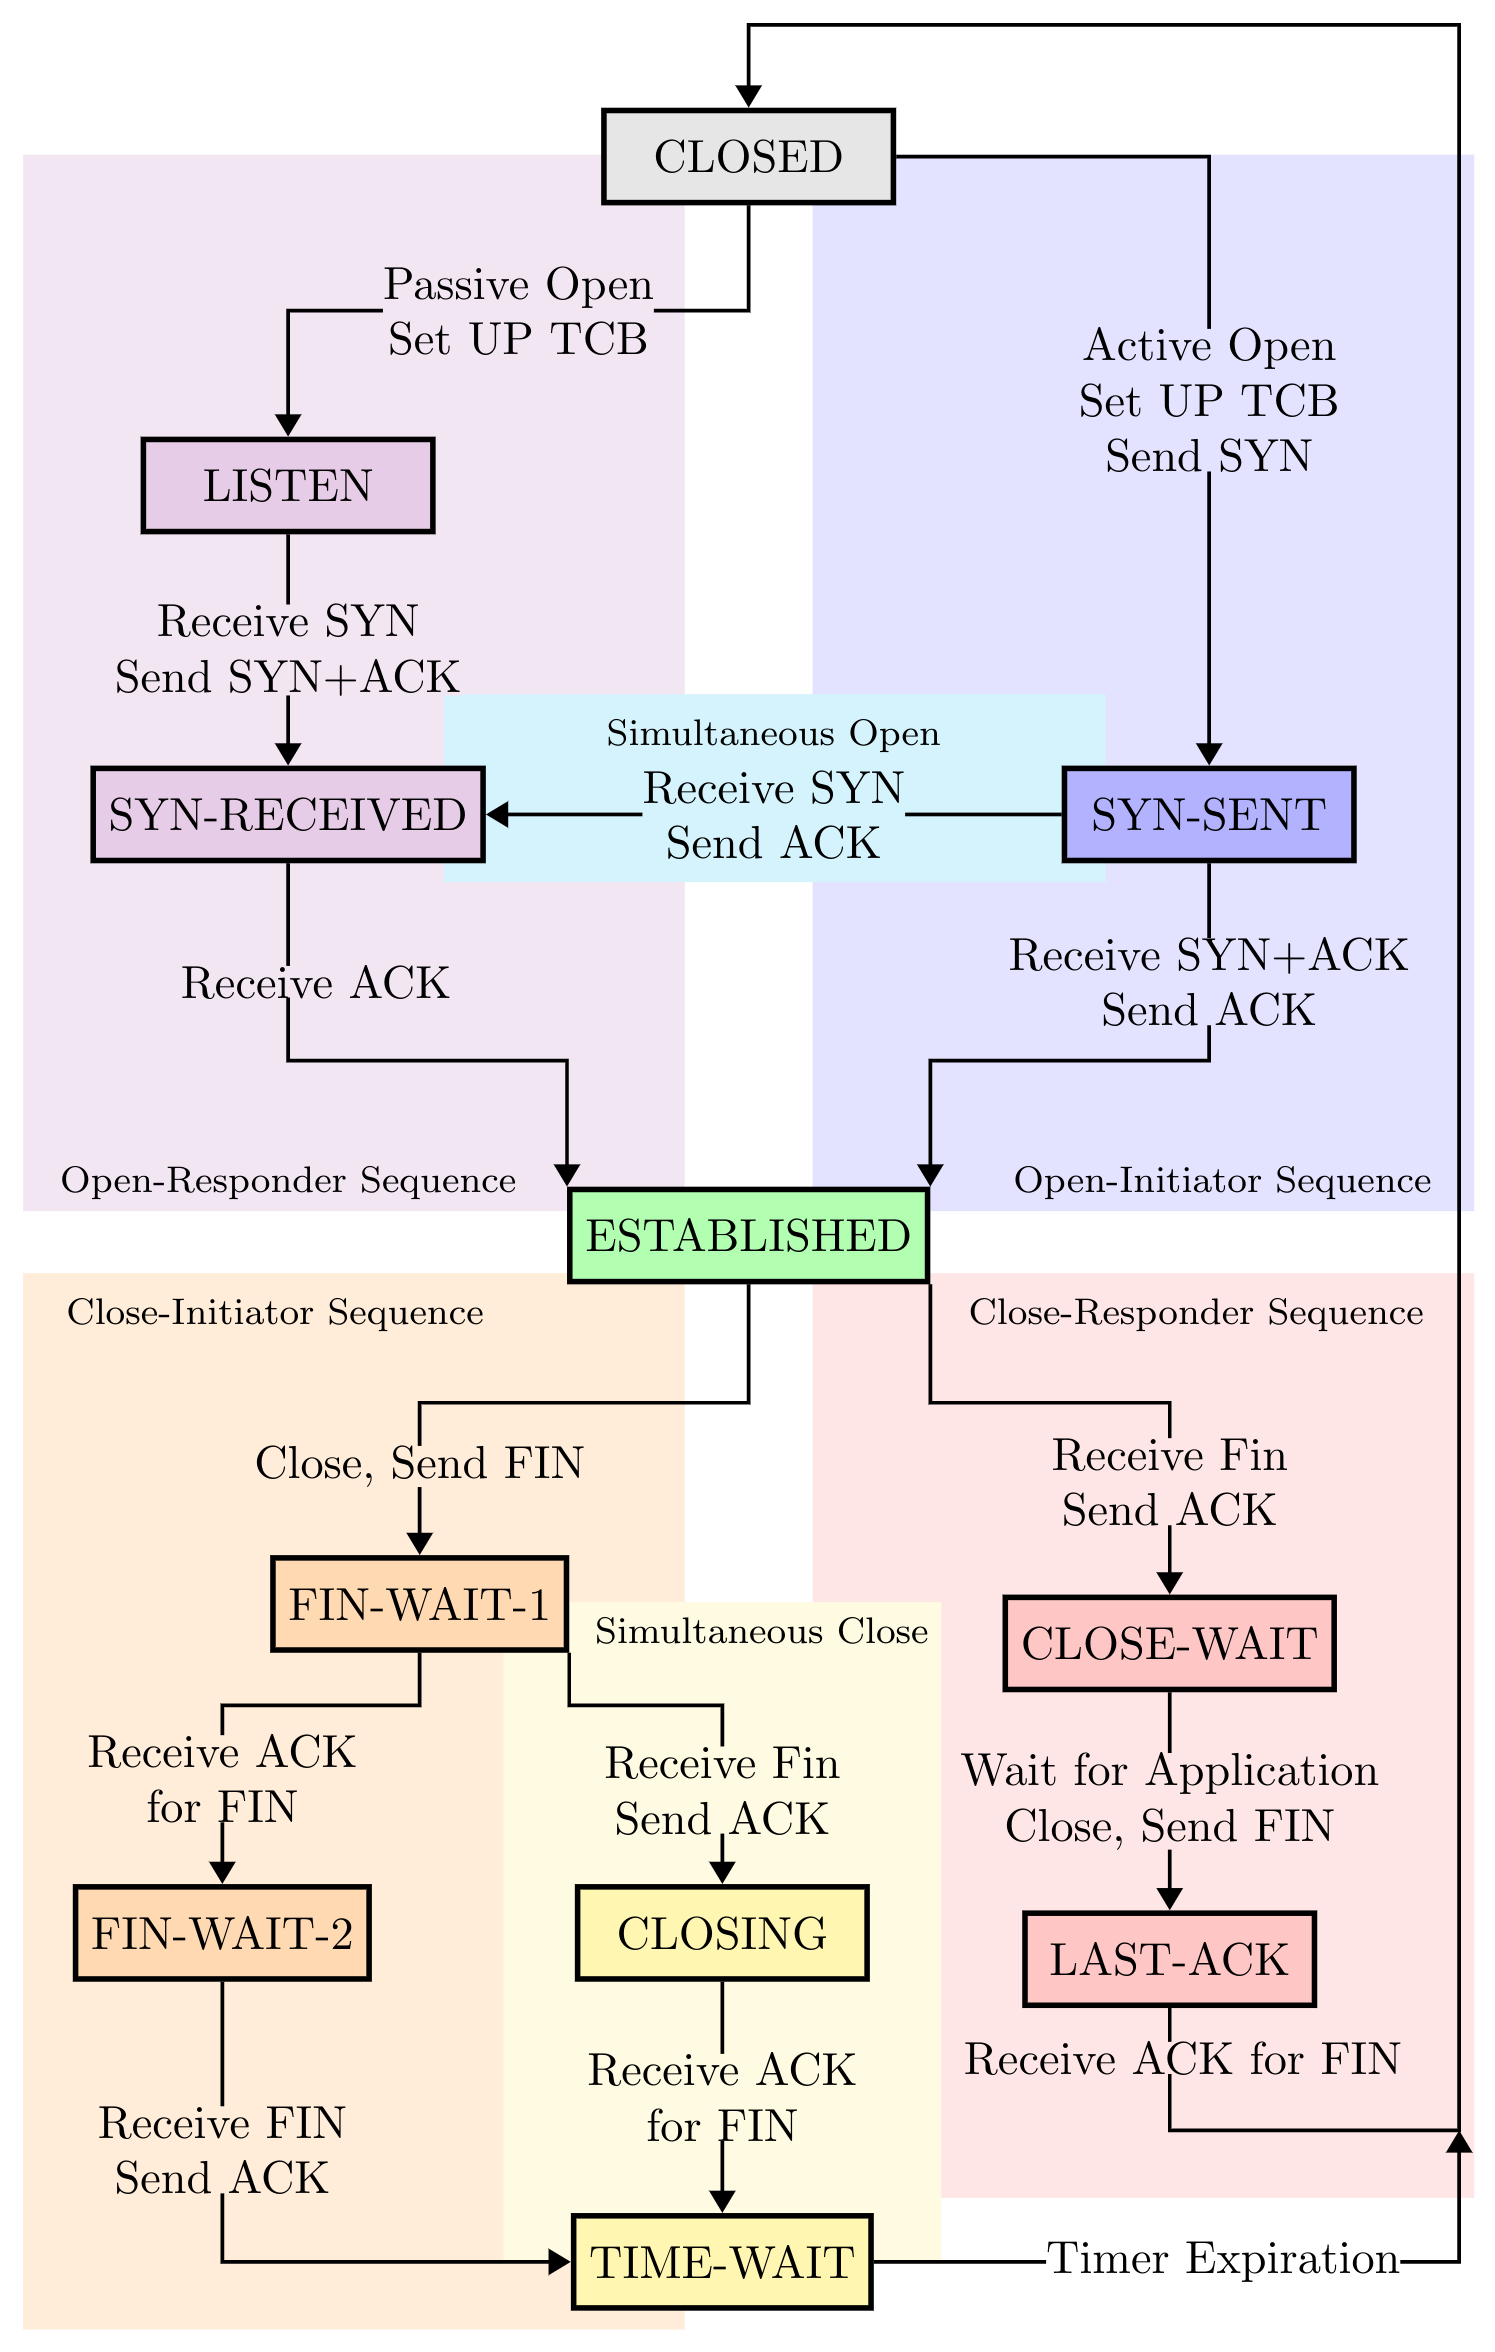 CLOSED
Passive Open
Set UP TCB
Active Open
Set UP TCB
Send SYN
LISTEN
Receive SYN
Send SYN+ACK
Simultaneous Open
Receive SYN
Send ACK
SYN-RECEIVED
SYN-SENT
Receive ACK
Receive SYN+ACK
Send ACK
Open-Responder Sequence
Open-Initiator Sequence
ESTABLISHED
Close-Initiator Sequence
Close-Responder Sequence
Close, Send FIN
Receive Fin
Send ACK
FIN-WAIT-1
Simultaneous Close
CLOSE-WAIT
Receive ACK
for FIN
Receive Fin
Send ACK
Wait for Application
Close, Send FIN
FIN-WAIT-2
CLOSING
LAST-ACK
Receive ACK for FIN
Receive ACK
for FIN
Receive FIN
Send ACK
TIME-WAIT
Timer Expiration